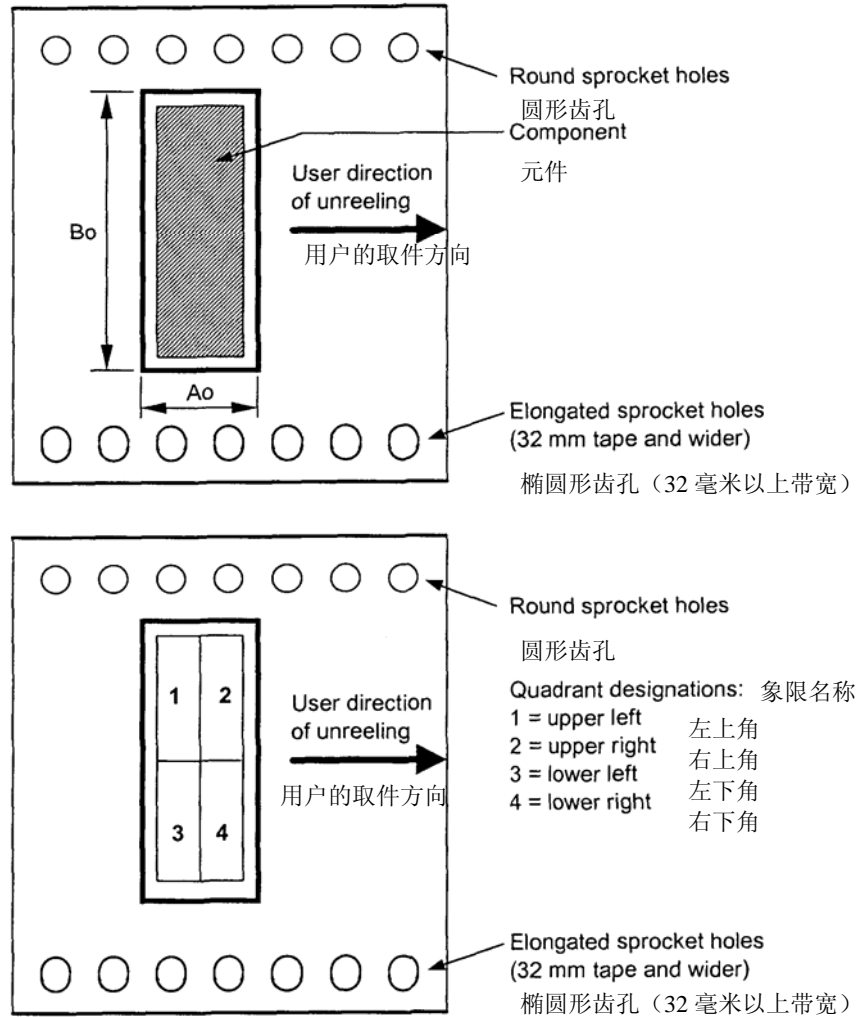 Round sprocket holes
圆形齿孔
Component
元件
User direction
of unreeling
用户的取件方向
Bo
Ao
Elongated sprocket holes
(32 mm tape and wider)
椭圆形齿孔（32 毫米以上带宽）
Round sprocket holes
圆形齿孔
Quadrant designations: 象限名称
1 = upper left 左上角
2 = upper right 右上角
3 = lower left 左下角
4 = lower right 右下角
1 2
User direction
of unreeling
用户的取件方向
3 4
Elongated sprocket holes
(32 mm tape and wider)
椭圆形齿孔（32 毫米以上带宽）